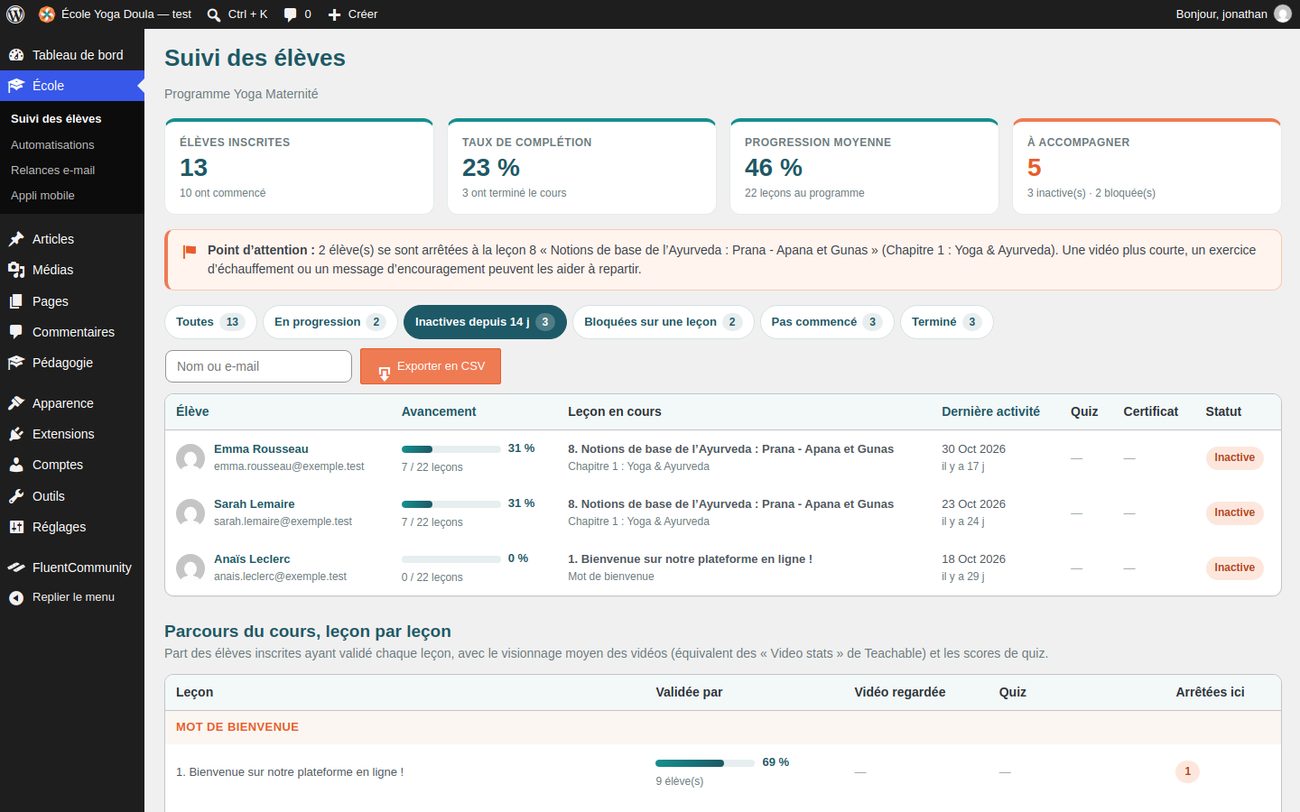 École Yoga Doula — test
Ctrl + K
0
Créer
Bonjour, jonathan
Tableau de bord
École
Suivi des élèves
Automatisations
Relances e-mail
Appli mobile
Articles
Médias
Pages
Commentaires
Pédagogie
Apparence
Extensions
Comptes
Outils
Réglages
FluentCommunity
Replier le menu
Suivi des élèves
Programme Yoga Maternité
ÉLÈVES INSCRITES
13
10 ont commencé
TAUX DE COMPLÉTION
23 %
3 ont terminé le cours
PROGRESSION MOYENNE
46 %
22 leçons au programme
À ACCOMPAGNER
5
3 inactive(s) · 2 bloquée(s)
Point d’attention : 2 élève(s) se sont arrêtées à la leçon 8 « Notions de base de l’Ayurveda : Prana - Apana et Gunas » (Chapitre 1 : Yoga & Ayurveda). Une vidéo plus courte, un exercice
d’échauffement ou un message d’encouragement peuvent les aider à repartir.
Toutes 13
En progression 2
Inactives depuis 14 j 3
Bloquées sur une leçon 2
Pas commencé 3
Terminé 3
Nom ou e-mail
Exporter en CSV
Élève Avancement Leçon en cours Dernière activité Quiz Certificat Statut
Emma Rousseau 31 % 8. Notions de base de l’Ayurveda : Prana - Apana et Gunas 30 Oct 2026 — — Inactive
emma.rousseau@exemple.test 7 / 22 leçons Chapitre 1 : Yoga & Ayurveda il y a 17 j
Sarah Lemaire 31 % 8. Notions de base de l’Ayurveda : Prana - Apana et Gunas 23 Oct 2026 — — Inactive
sarah.lemaire@exemple.test 7 / 22 leçons Chapitre 1 : Yoga & Ayurveda il y a 24 j
Anaïs Leclerc 0 % 1. Bienvenue sur notre plateforme en ligne ! 18 Oct 2026 — — Inactive
anais.leclerc@exemple.test 0 / 22 leçons Mot de bienvenue il y a 29 j
Parcours du cours, leçon par leçon
Part des élèves inscrites ayant validé chaque leçon, avec le visionnage moyen des vidéos (équivalent des « Video stats » de Teachable) et les scores de quiz.
Leçon Validée par Vidéo regardée Quiz Arrêtées ici
MOT DE BIENVENUE
1. Bienvenue sur notre plateforme en ligne ! 69 % — — 1
9 élève(s)